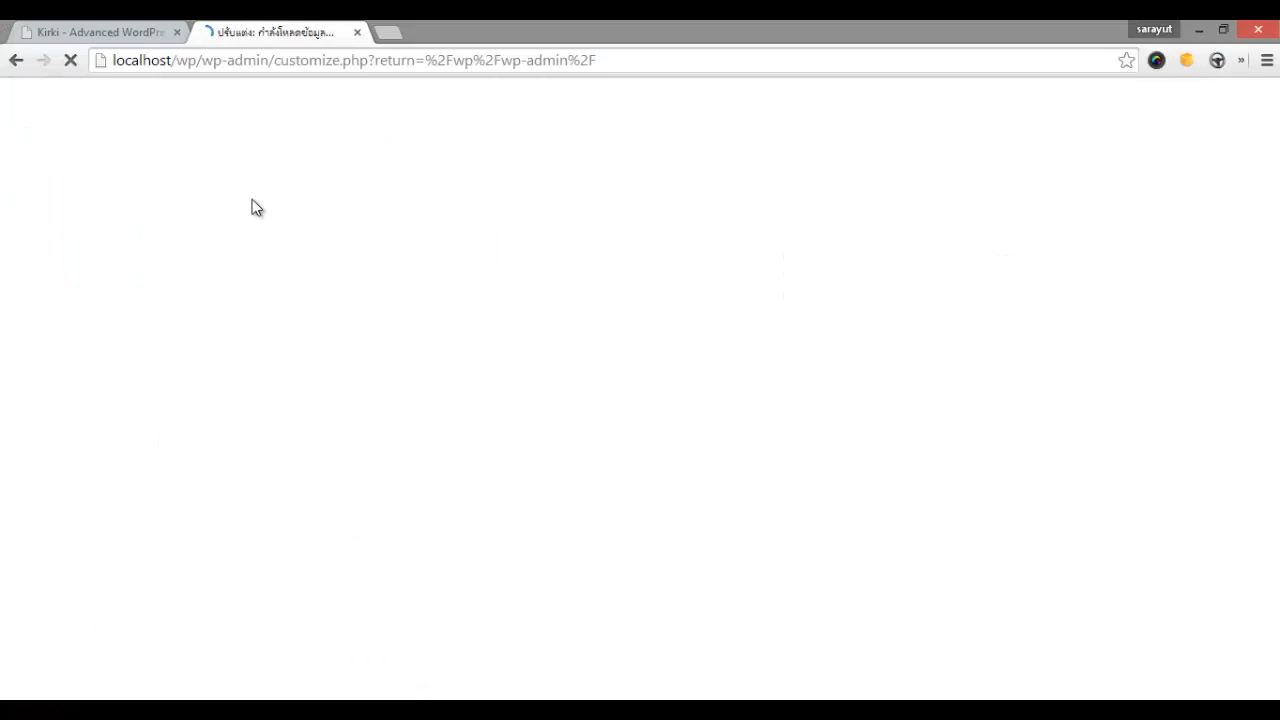 Kirki - Advanced WordPre
ปรับแต่ง: กำลังโหลดข้อมูล...
sarayut
localhost/wp/wp-admin/customize.php?return=%2Fwp%2Fwp-admin%2F
»